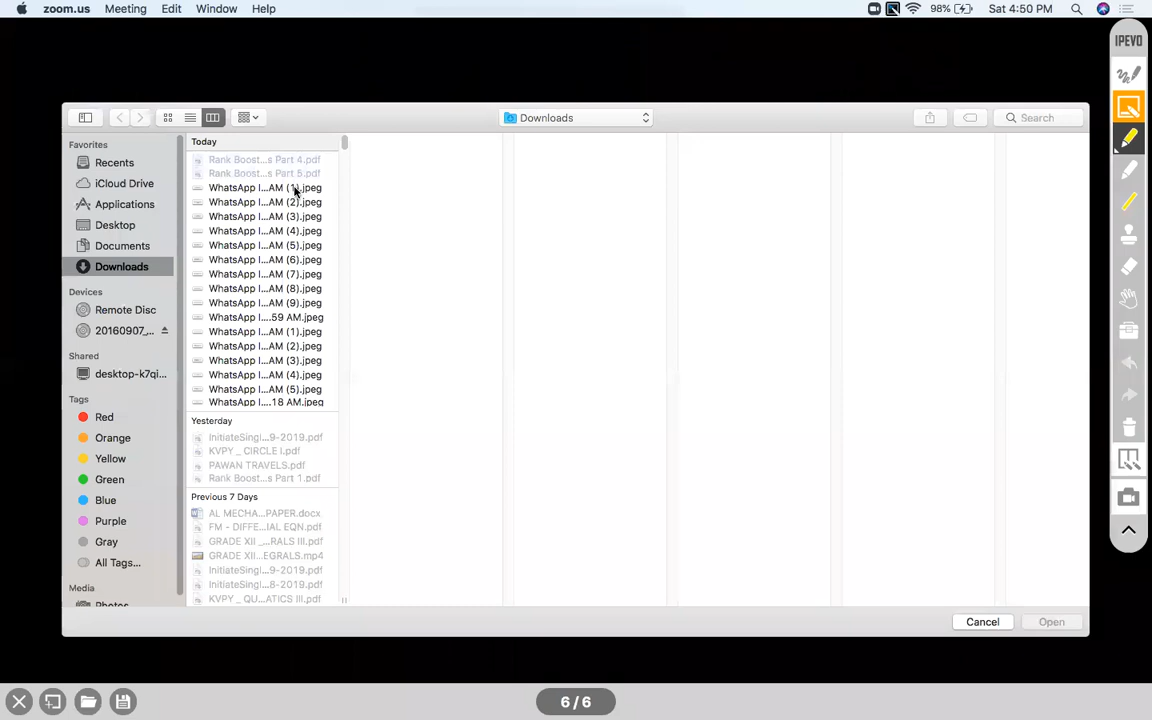 zoom.us Meeting Edit Window Help 98% Sat 4:50 PM
IPEVO
Downloads
Search
Favorites
Recents
iCloud Drive
Applications
Desktop
Documents
Downloads
Devices
Remote Disc
20160907_...
Shared
desktop-k7qi...
Tags
Red
Orange
Yellow
Green
Blue
Purple
Gray
All Tags...
Media
Photos
Today
Rank Boost...s Part 4.pdf
Rank Boost...s Part 5.pdf
WhatsApp I...AM (1).jpeg
WhatsApp I...AM (2).jpeg
WhatsApp I...AM (3).jpeg
WhatsApp I...AM (4).jpeg
WhatsApp I...AM (5).jpeg
WhatsApp I...AM (6).jpeg
WhatsApp I...AM (7).jpeg
WhatsApp I...AM (8).jpeg
WhatsApp I...AM (9).jpeg
WhatsApp I....59 AM.jpeg
WhatsApp I...AM (1).jpeg
WhatsApp I...AM (2).jpeg
WhatsApp I...AM (3).jpeg
WhatsApp I...AM (4).jpeg
WhatsApp I...AM (5).jpeg
WhatsApp I....18 AM.jpeg
Yesterday
InitiateSingl...9-2019.pdf
KVPY _ CIRCLE I.pdf
PAWAN TRAVELS.pdf
Rank Boost...s Part 1.pdf
Previous 7 Days
AL MECHA...PAPER.docx
FM - DIFFE...IAL EQN.pdf
GRADE XII _...RALS III.pdf
GRADE XII...EGRALS.mp4
InitiateSingl...9-2019.pdf
InitiateSingl...8-2019.pdf
KVPY _ QU...ATICS III.pdf
Cancel
Open
6 / 6